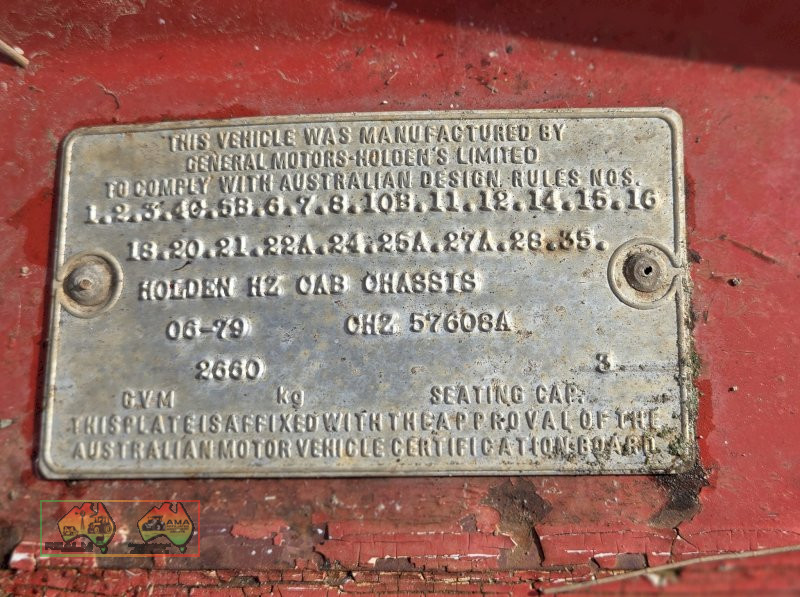 THIS VEHICLE WAS MANUFACTURED BY
GENERAL MOTORS-HOLDEN'S LIMITED
TO COMPLY WITH AUSTRALIAN DESIGN RULES NOS.
1.2.3.4C.5B.6.7.8.10B.11.12.14.15.16
18.20.21.22A.24.25A.27A.28.35.
HOLDEN HZ CAB CHASSIS
06-79 CHZ 57608A
2660 3
G.V.M kg SEATING CAP.
THIS PLATE IS AFFIXED WITH THE APPROVAL OF THE
AUSTRALIAN MOTOR VEHICLE CERTIFICATION BOARD.
AMA